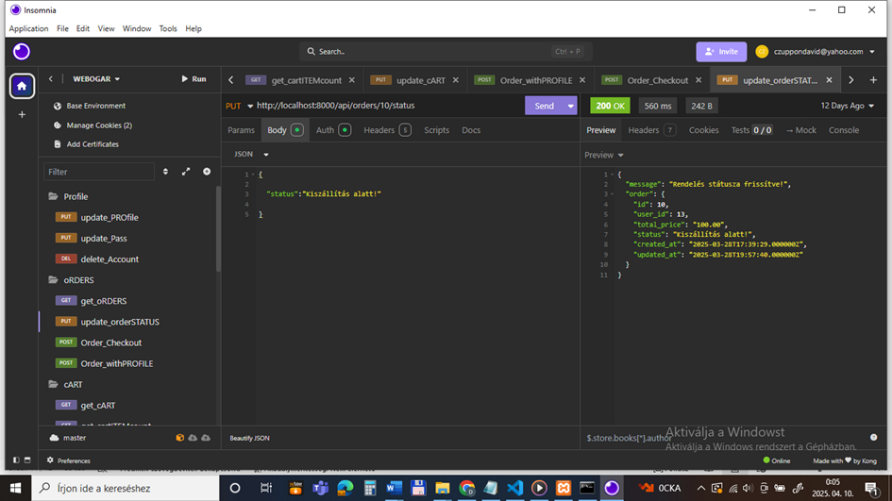 Insomnia
Application File Edit View Window Tools Help
Search.. Ctrl + P Invite CZ czuppondavid@yahoo.com
WEBOGAR Run GET get_cartITEMcount PUT update_cART POST Order_withPROFILE POST Order_Checkout PUT update_orderSTAT...
Base Environment
Manage Cookies (2)
Add Certificates
Filter
Profile
PUT update_PROfile
PUT update_Pass
DEL delete_Account
oRDERS
GET get_oRDERS
PUT update_orderSTATUS
POST Order_Checkout
POST Order_withPROFILE
cART
GET get_cART
master
Preferences
PUT http://localhost:8000/api/orders/10/status Send
Params Body Auth Headers 5 Scripts Docs
JSON
1 {
2
3 "status":"Kiszállítás alatt!"
4
5 }
Beautify JSON
200 OK 560 ms 242 B 12 Days Ago
Preview Headers 7 Cookies Tests 0 / 0 Mock Console
Preview
1 {
2 "message": "Rendelés státusza frissítve!",
3 "order": {
4 "id": 10,
5 "user_id": 13,
6 "total_price": "100.00",
7 "status": "Kiszállítás alatt!",
8 "created_at": "2025-03-28T17:39:29.000000Z",
9 "updated_at": "2025-03-28T19:57:40.000000Z"
10 }
11 }
$.store.books[*].author
Aktiválja a Windowst
Aktiválja a Windows rendszert a Gépházban.
Online Made with by Kong
Írjon ide a kereséshez
ОСКА
0:05
2025. 04. 10.
1